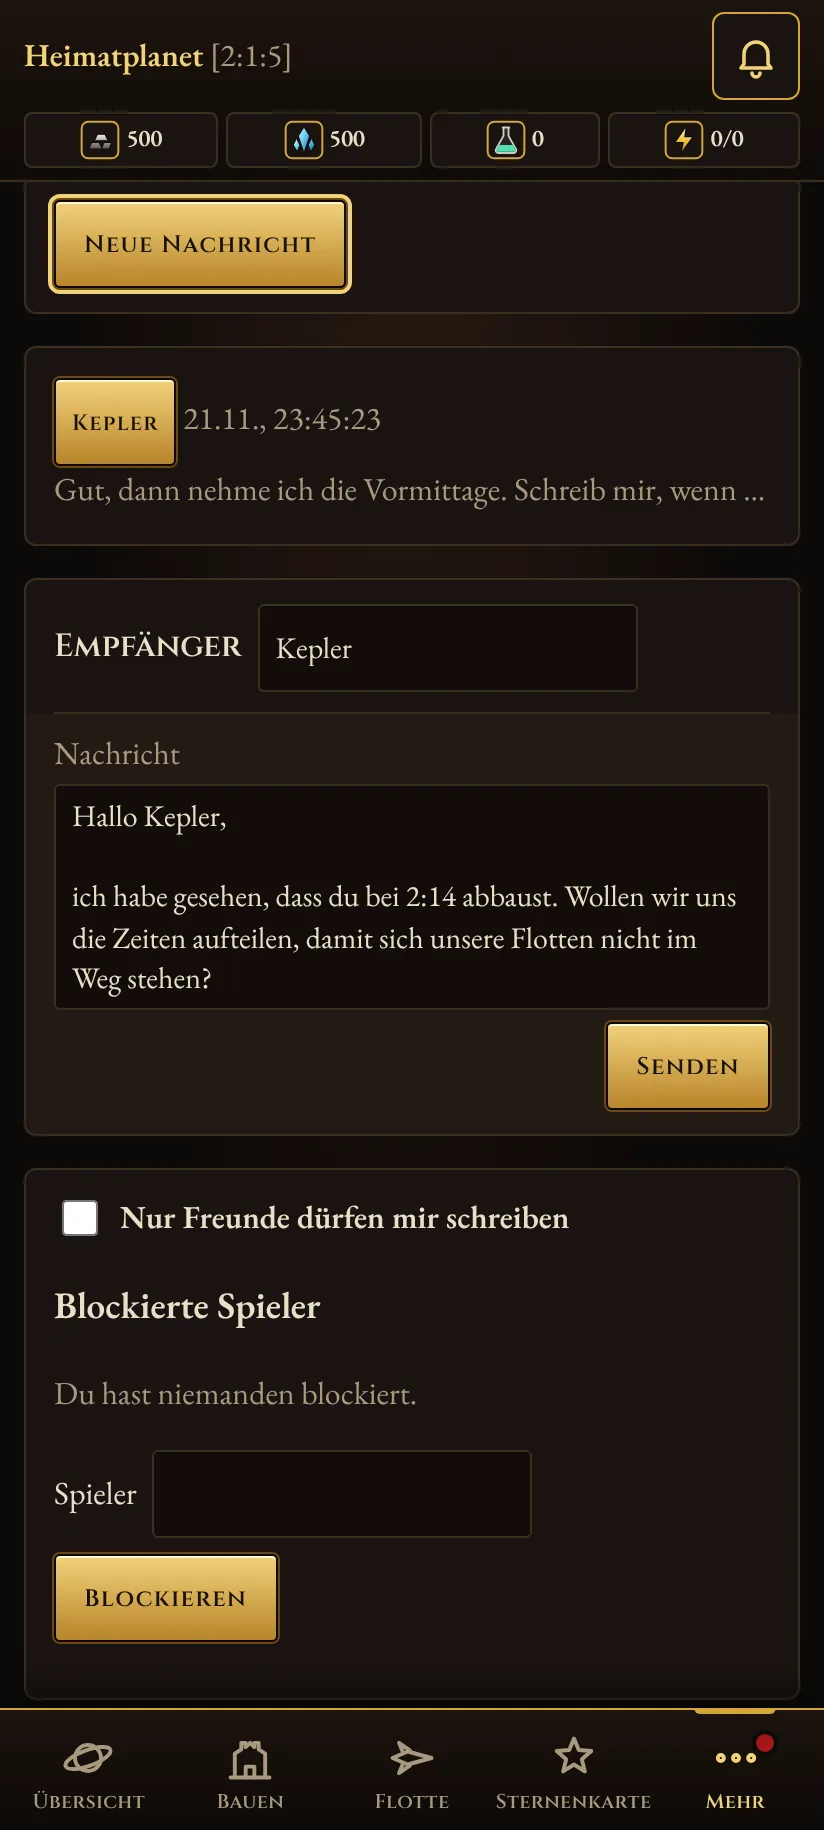 Heimatplanet [2:1:5]
500 500 0 0/0
Neue Nachricht
Kepler 21.11., 23:45:23
Gut, dann nehme ich die Vormittage. Schreib mir, wenn ...
Empfänger Kepler
Nachricht
Hallo Kepler,
ich habe gesehen, dass du bei 2:14 abbaust. Wollen wir uns
die Zeiten aufteilen, damit sich unsere Flotten nicht im
Weg stehen?
Senden
Nur Freunde dürfen mir schreiben
Blockierte Spieler
Du hast niemanden blockiert.
Spieler
Blockieren
Übersicht Bauen Flotte Sternenkarte Mehr